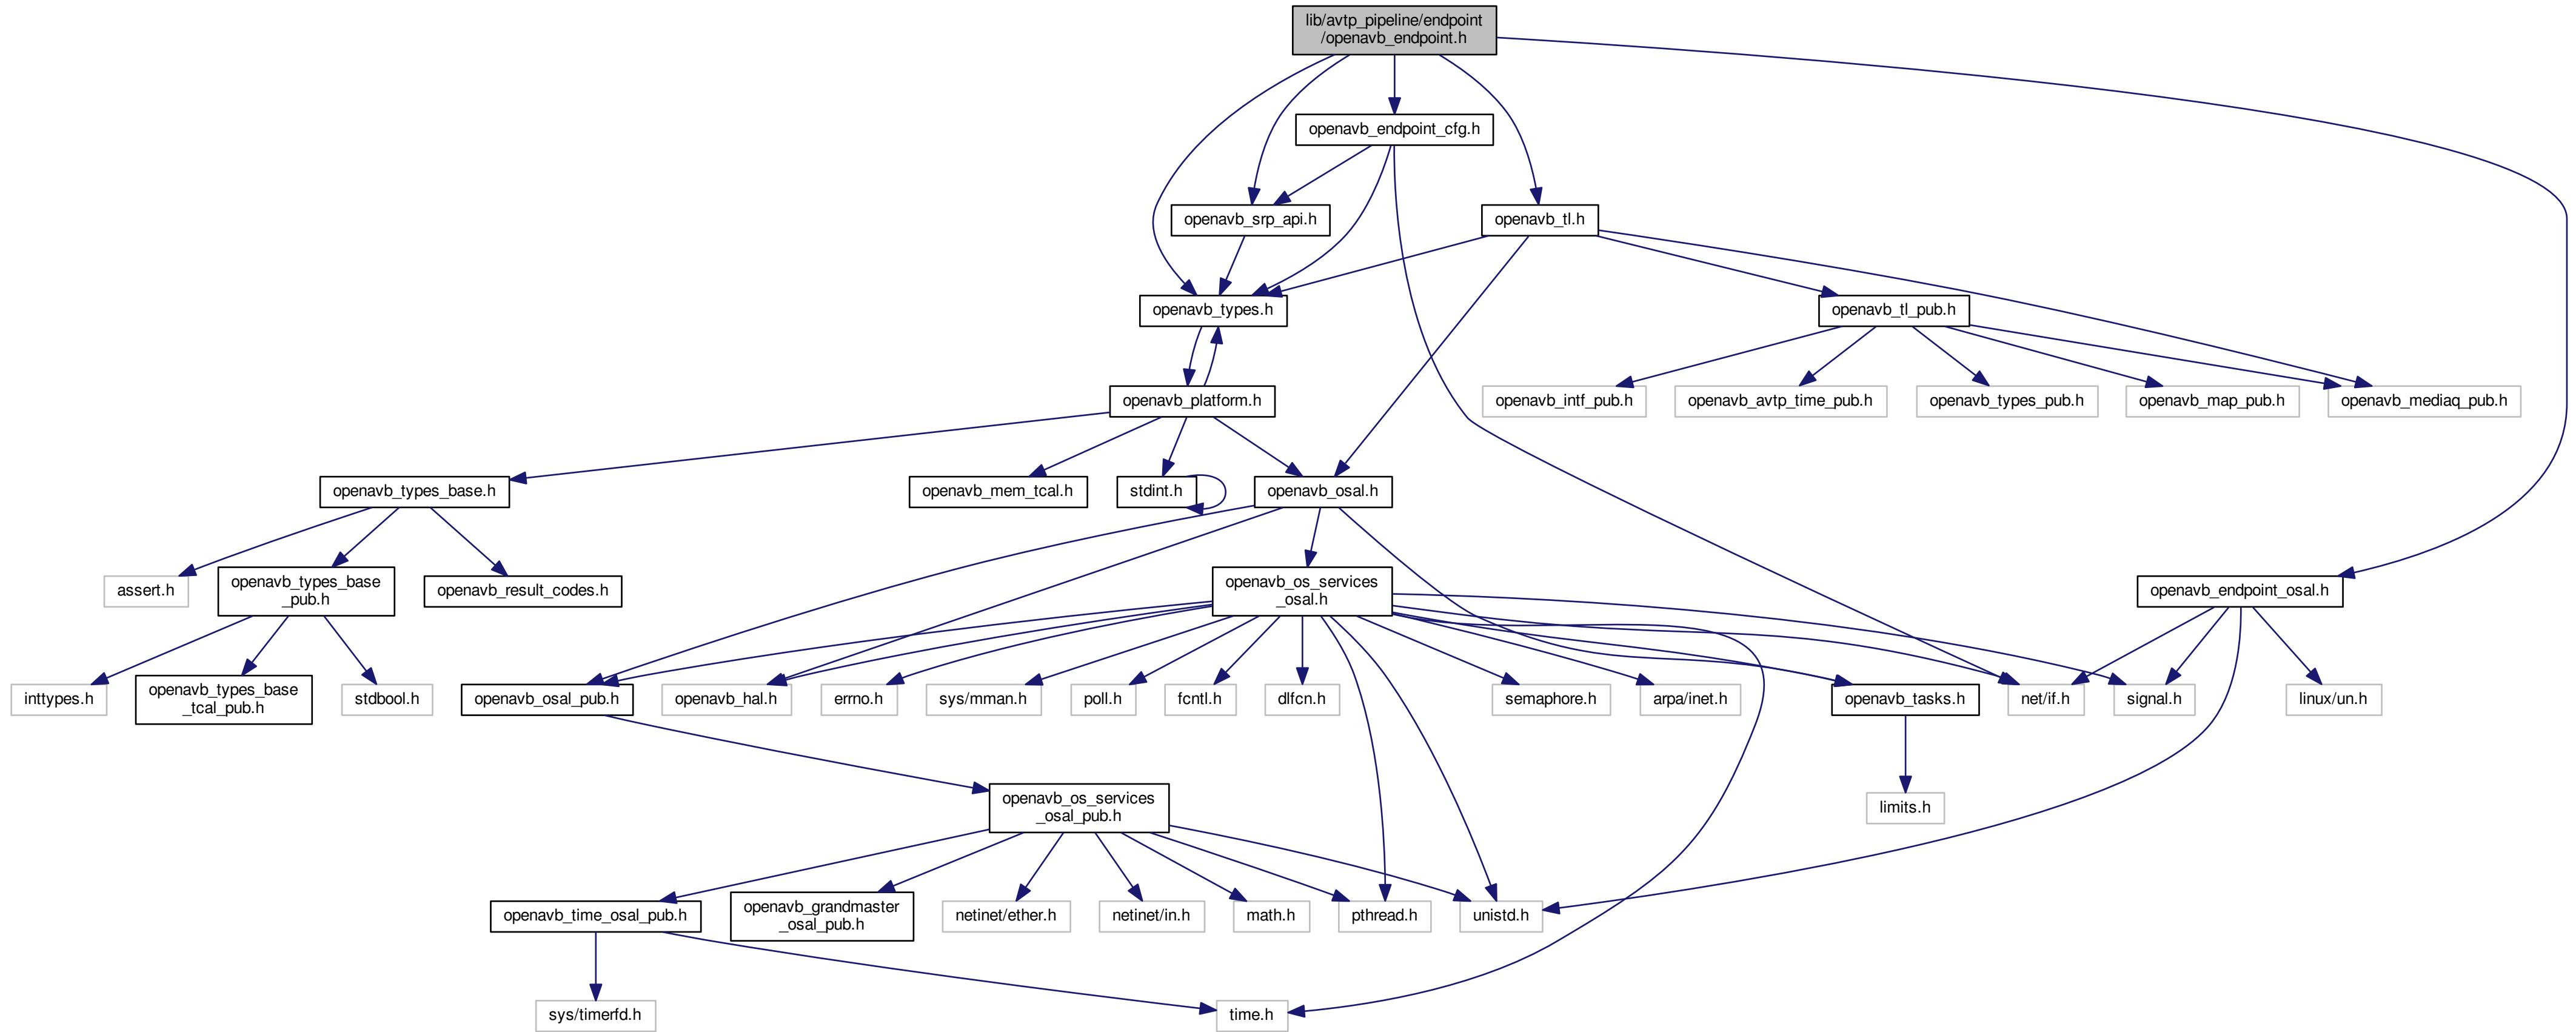 lib/avtp_pipeline/endpoint
/openavb_endpoint.h
openavb_endpoint_cfg.h
openavb_srp_api.h
openavb_tl.h
openavb_types.h
openavb_tl_pub.h
openavb_platform.h
openavb_intf_pub.h
openavb_avtp_time_pub.h
openavb_types_pub.h
openavb_map_pub.h
openavb_mediaq_pub.h
openavb_types_base.h
openavb_mem_tcal.h
stdint.h
openavb_osal.h
assert.h
openavb_types_base
_pub.h
openavb_result_codes.h
openavb_os_services
_osal.h
openavb_endpoint_osal.h
inttypes.h
openavb_types_base
_tcal_pub.h
stdbool.h
openavb_osal_pub.h
openavb_hal.h
errno.h
sys/mman.h
poll.h
fcntl.h
dlfcn.h
semaphore.h
arpa/inet.h
openavb_tasks.h
net/if.h
signal.h
linux/un.h
openavb_os_services
_osal_pub.h
limits.h
openavb_time_osal_pub.h
openavb_grandmaster
_osal_pub.h
netinet/ether.h
netinet/in.h
math.h
pthread.h
unistd.h
sys/timerfd.h
time.h